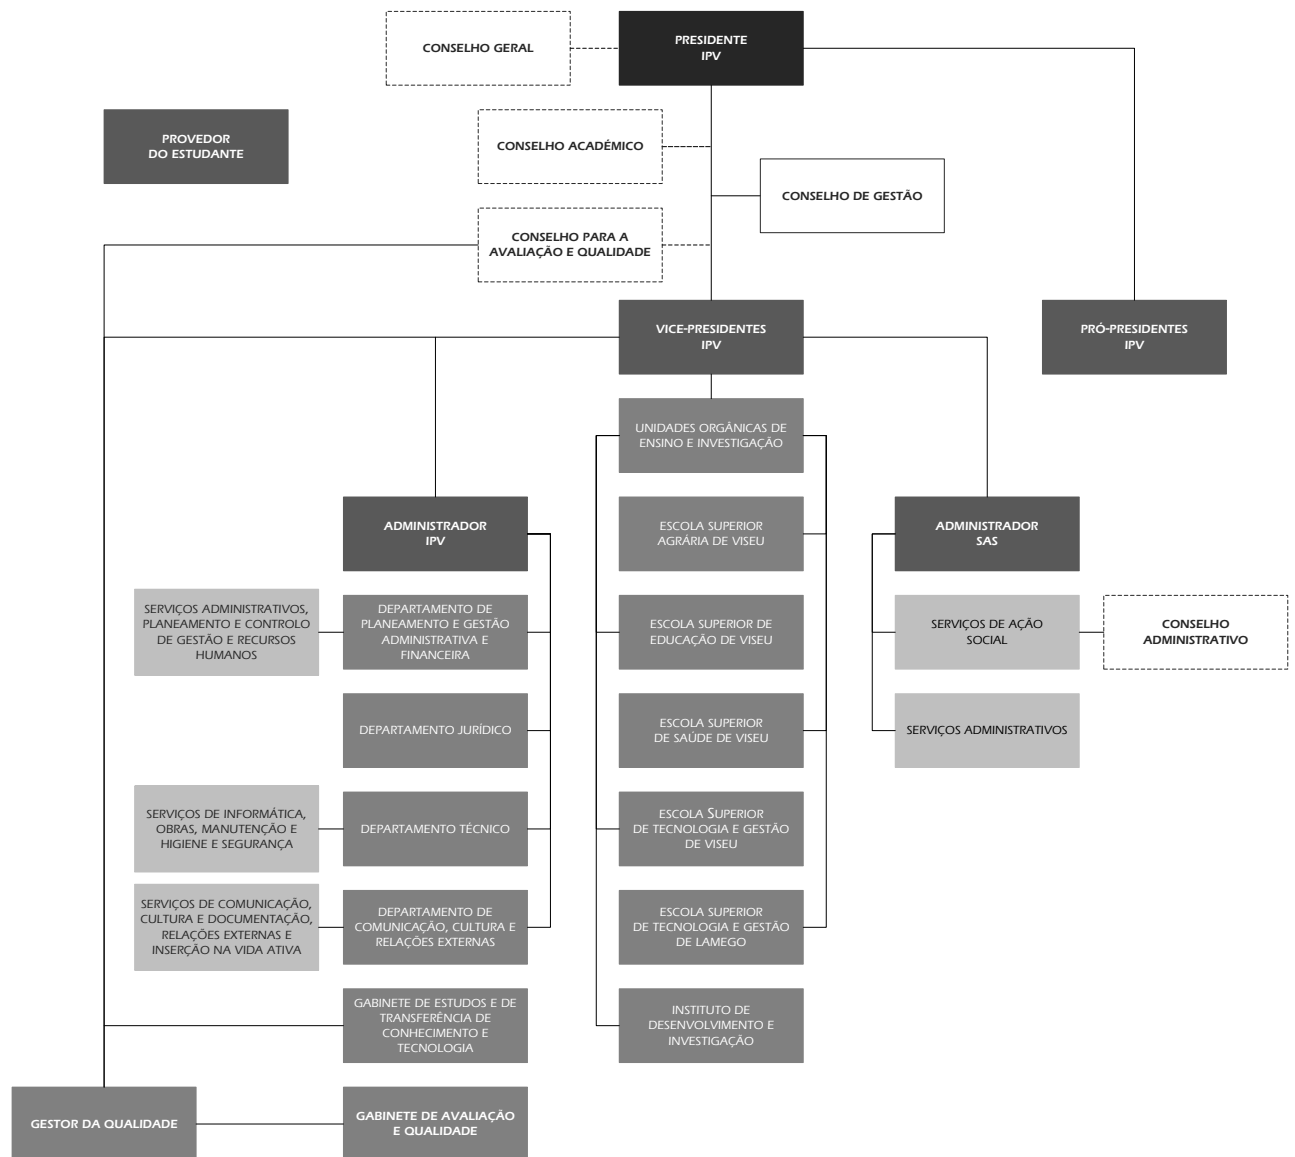 CONSELHO GERAL
PRESIDENTE
IPV
PROVEDOR
DO ESTUDANTE
CONSELHO ACADÉMICO
CONSELHO DE GESTÃO
CONSELHO PARA A
AVALIAÇÃO E QUALIDADE
VICE-PRESIDENTES
IPV
PRÓ-PRESIDENTES
IPV
UNIDADES ORGÂNICAS DE
ENSINO E INVESTIGAÇÃO
ADMINISTRADOR
IPV
ESCOLA SUPERIOR
AGRÁRIA DE VISEU
ADMINISTRADOR
SAS
SERVIÇOS ADMINISTRATIVOS,
PLANEAMENTO E CONTROLO
DE GESTÃO E RECURSOS
HUMANOS
DEPARTAMENTO DE
PLANEAMENTO E GESTÃO
ADMINISTRATIVA E
FINANCEIRA
ESCOLA SUPERIOR DE
EDUCAÇÃO DE VISEU
SERVIÇOS DE AÇÃO
SOCIAL
CONSELHO
ADMINISTRATIVO
DEPARTAMENTO JURÍDICO
ESCOLA SUPERIOR
DE SAÚDE DE VISEU
SERVIÇOS ADMINISTRATIVOS
SERVIÇOS DE INFORMÁTICA,
OBRAS, MANUTENÇÃO E
HIGIENE E SEGURANÇA
DEPARTAMENTO TÉCNICO
ESCOLA SUPERIOR
DE TECNOLOGIA E GESTÃO
DE VISEU
SERVIÇOS DE COMUNICAÇÃO,
CULTURA E DOCUMENTAÇÃO,
RELAÇÕES EXTERNAS E
INSERÇÃO NA VIDA ATIVA
DEPARTAMENTO DE
COMUNICAÇÃO, CULTURA E
RELAÇÕES EXTERNAS
ESCOLA SUPERIOR
DE TECNOLOGIA E GESTÃO
DE LAMEGO
GABINETE DE ESTUDOS E DE
TRANSFERÊNCIA DE
CONHECIMENTO E
TECNOLOGIA
INSTITUTO DE
DESENVOLVIMENTO E
INVESTIGAÇÃO
GESTOR DA QUALIDADE
GABINETE DE AVALIAÇÃO
E QUALIDADE